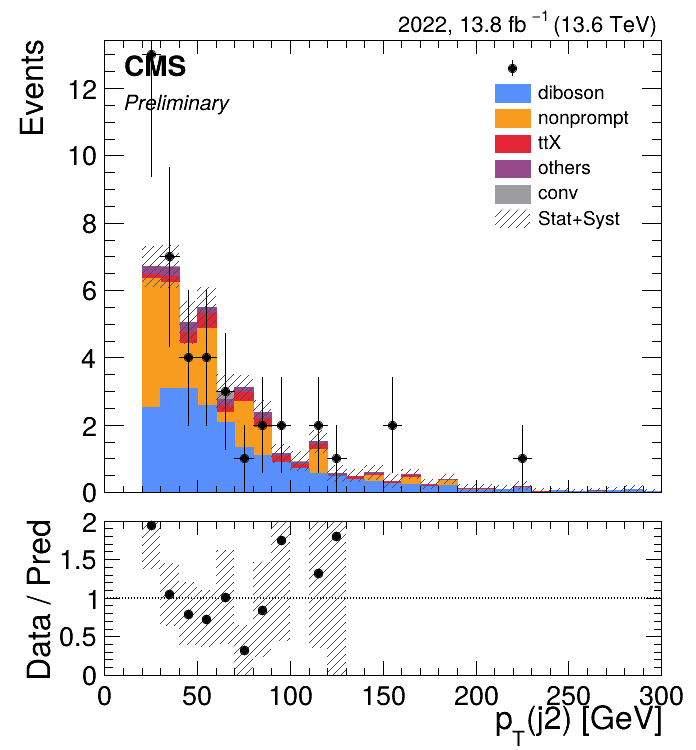 2022, 13.8 fb⁻¹ (13.6 TeV)
CMS
Preliminary
Events
diboson
nonprompt
ttX
others
conv
Stat+Syst
12
10
8
6
4
2
0
Data / Pred
2
1.5
1
0.5
0
0 50 100 150 200 250 300
p_T(j2) [GeV]